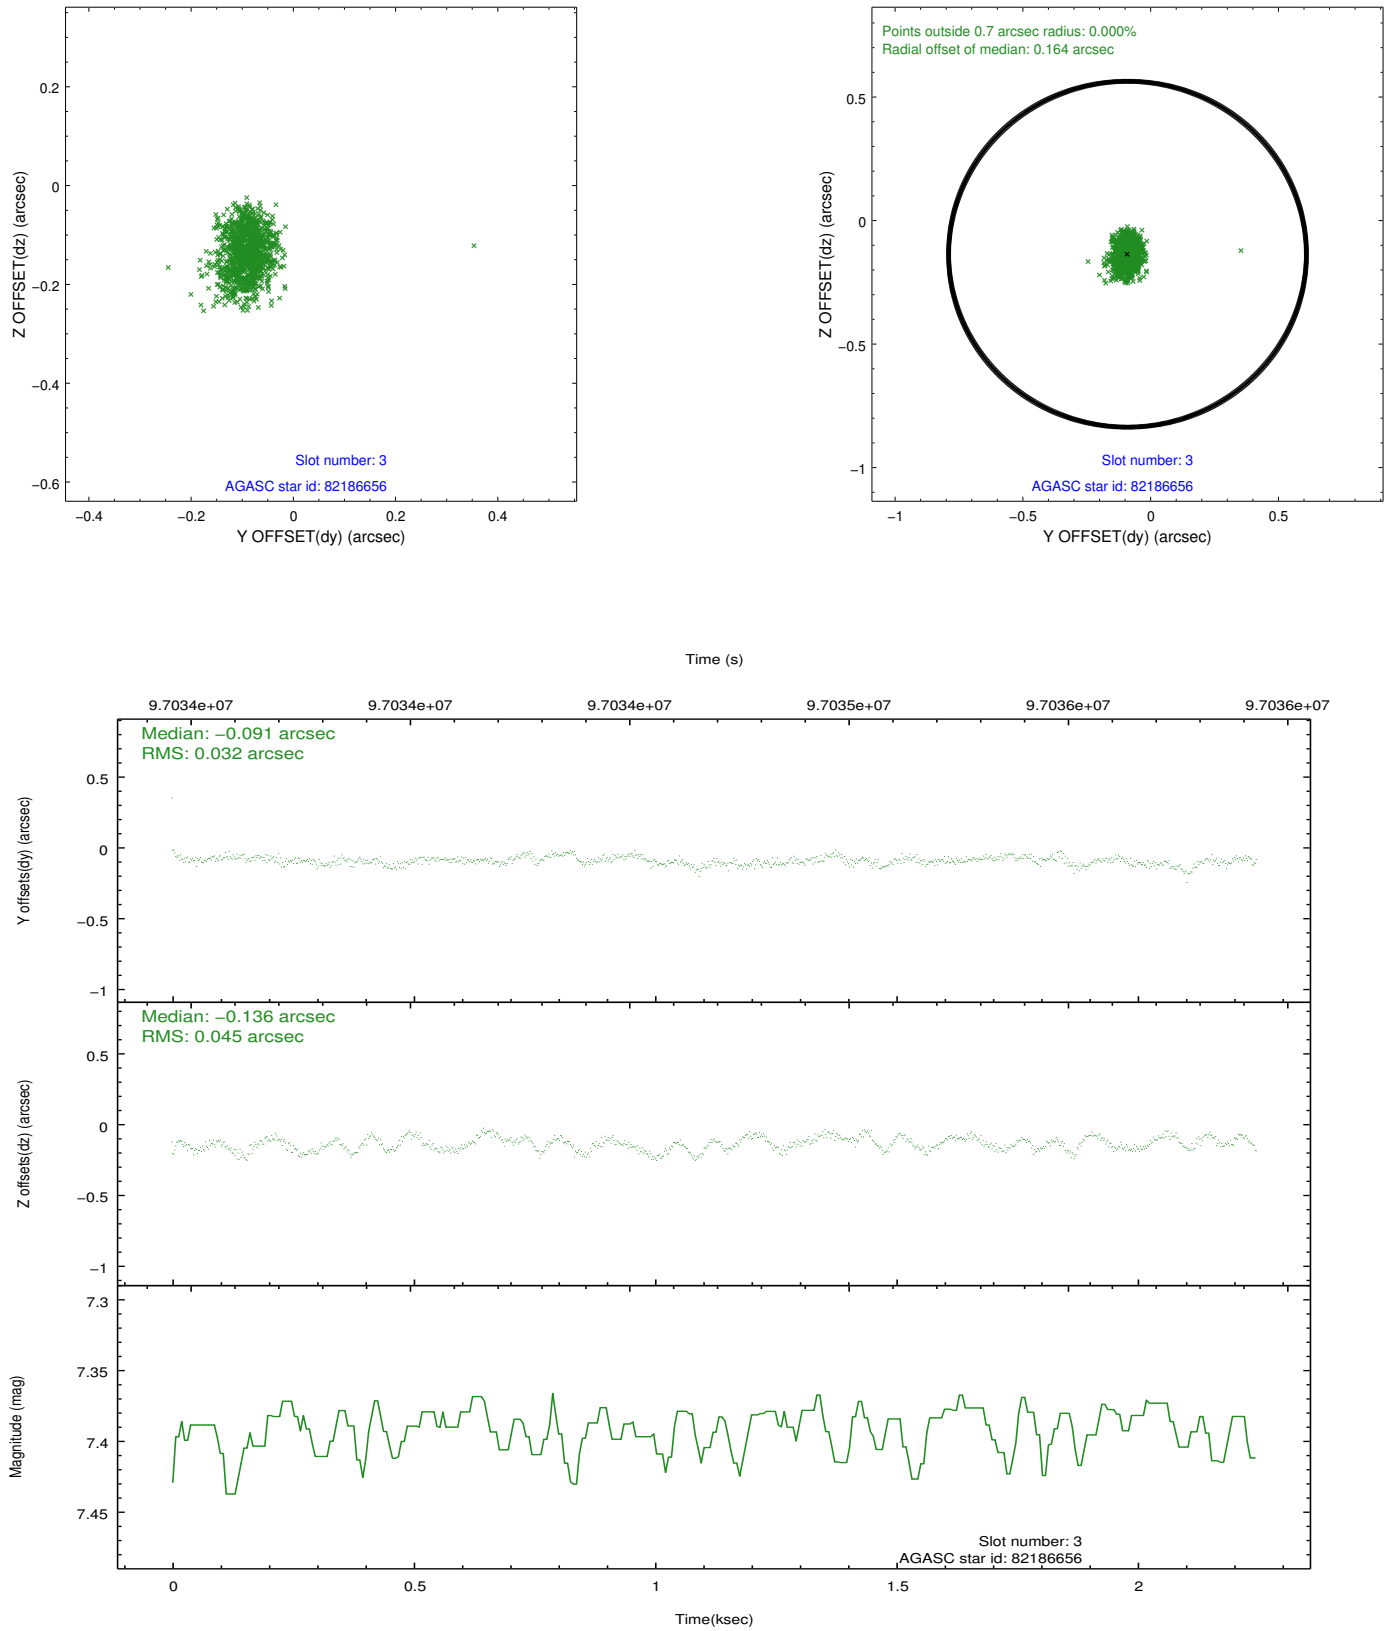 0.2
0
−0.2
−0.4
−0.6
Z OFFSET(dz) (arcsec)
Slot number: 3
AGASC star id: 82186656
−0.4 −0.2 0 0.2 0.4
Y OFFSET(dy) (arcsec)
Points outside 0.7 arcsec radius: 0.000%
Radial offset of median: 0.164 arcsec
0.5
0
−0.5
−1
Z OFFSET(dz) (arcsec)
Slot number: 3
AGASC star id: 82186656
−1 −0.5 0 0.5
Y OFFSET(dy) (arcsec)
Time (s)
9.7034e+07 9.7034e+07 9.7034e+07 9.7035e+07 9.7036e+07 9.7036e+07
Median: −0.091 arcsec
RMS: 0.032 arcsec
0.5
0
−0.5
−1
Y offsets(dy) (arcsec)
Median: −0.136 arcsec
RMS: 0.045 arcsec
0.5
0
−0.5
−1
Z offsets(dz) (arcsec)
7.3
7.35
7.4
7.45
Magnitude (mag)
Slot number: 3
AGASC star id: 82186656
0 0.5 1 1.5 2
Time(ksec)